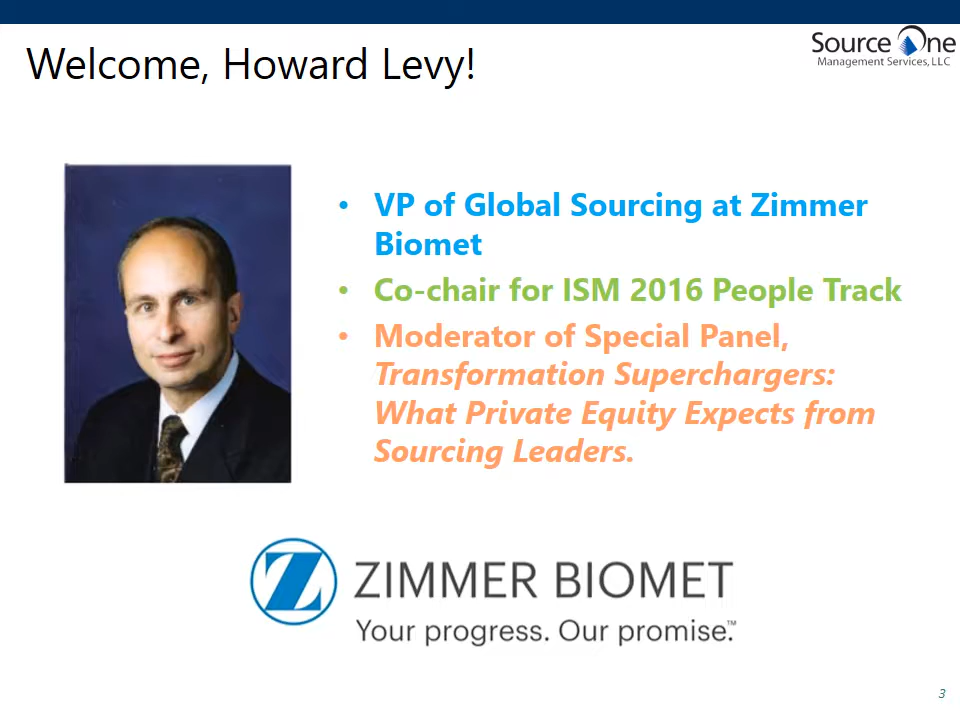 Welcome, Howard Levy!
Source One
Management Services, LLC
• VP of Global Sourcing at Zimmer
Biomet
• Co-chair for ISM 2016 People Track
• Moderator of Special Panel,
Transformation Superchargers:
What Private Equity Expects from
Sourcing Leaders.
Z ZIMMER BIOMET
Your progress. Our promise.™
3